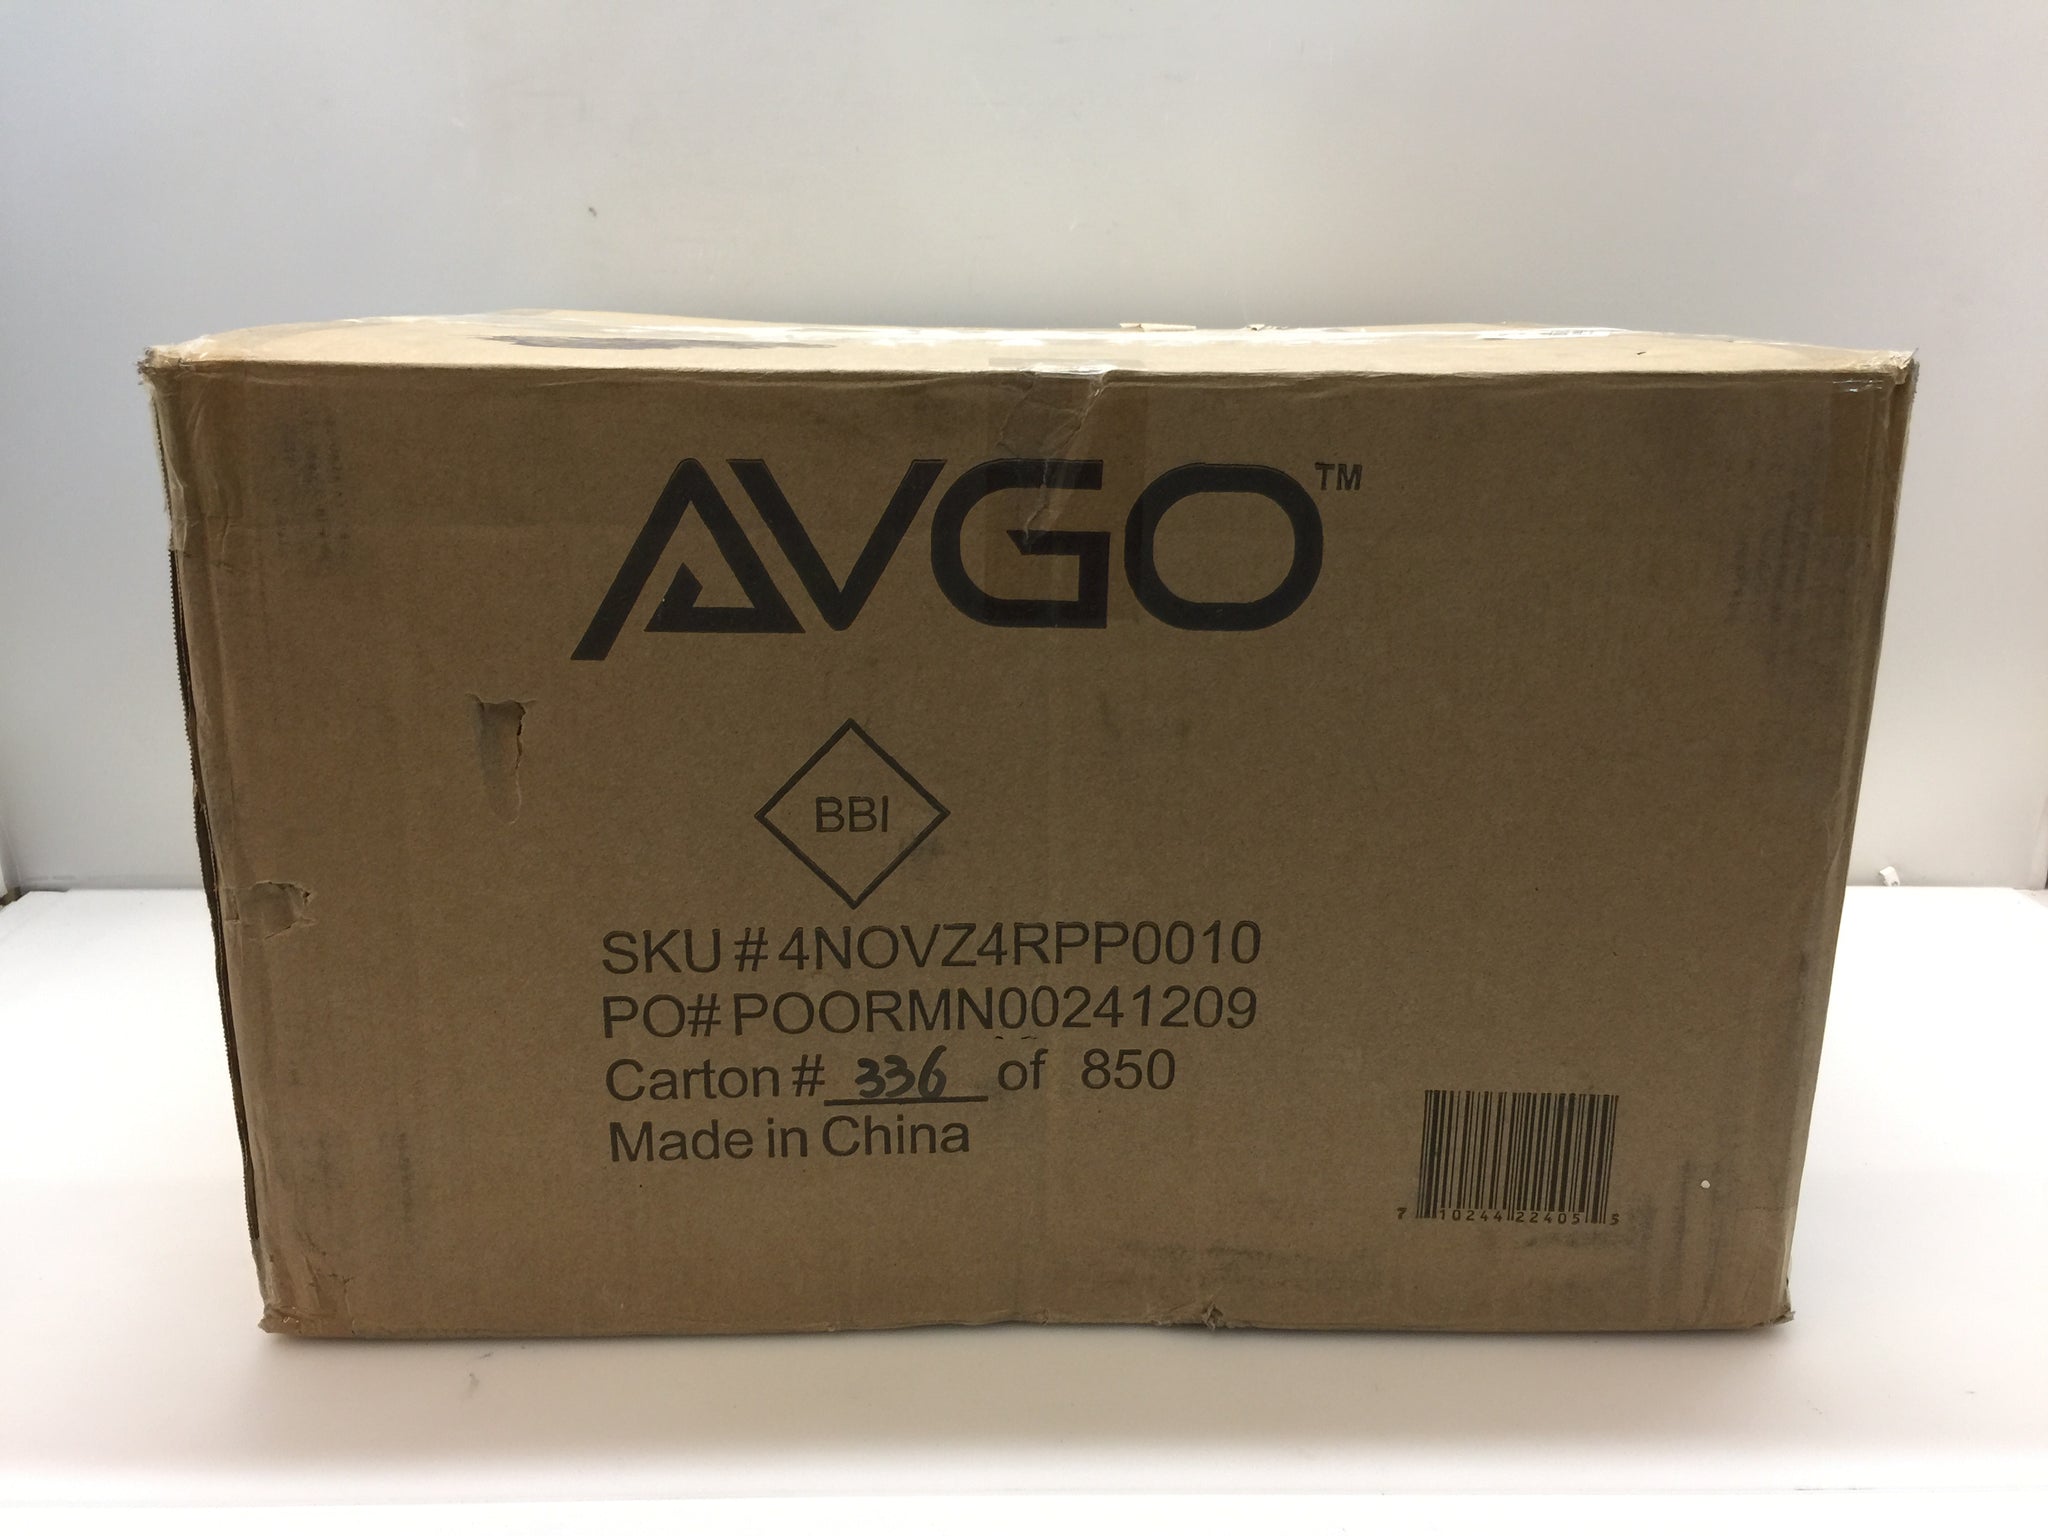 AVGO™
BBI
SKU # 4NOVZ4RPP0010
PO# POORMN00241209
Carton # 336 of 850
Made in China
7 10244 22405 5